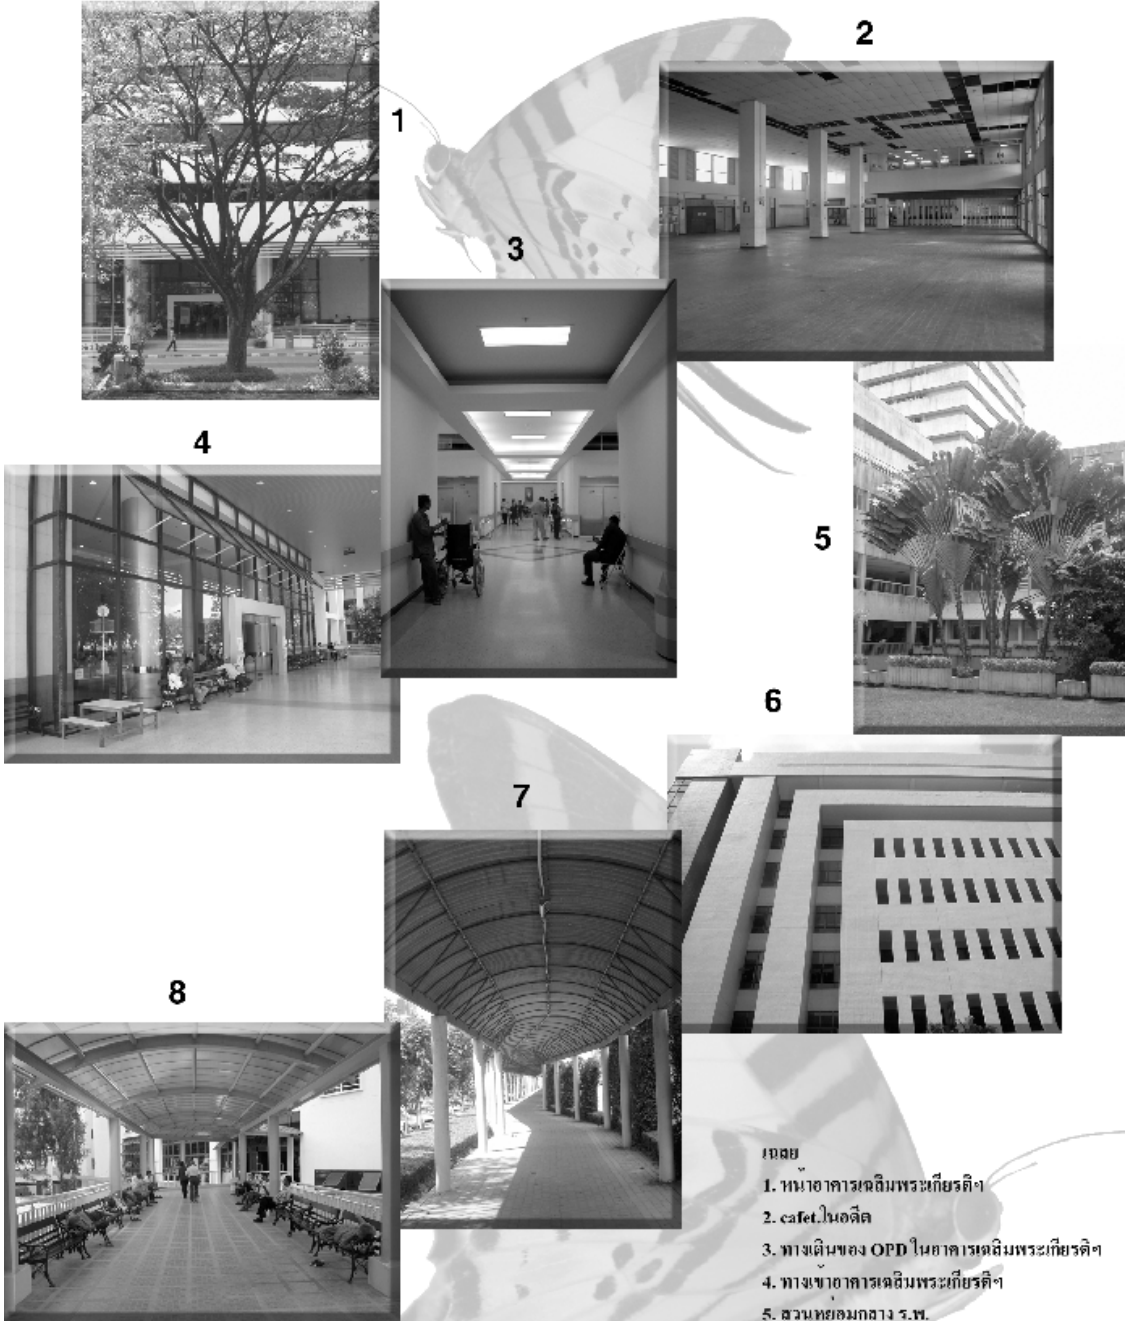 1
2
3
4
5
6
7
8
เฉลย
1. หน้าอาคารเฉลิมพระเกียรติฯ
2. cafet.ในอดีต
3. ทางเดินของ OPD ในอาคารเฉลิมพระเกียรติฯ
4. ทางเข้าอาคารเฉลิมพระเกียรติฯ
5. สวนหย่อมกลาง ร.พ.